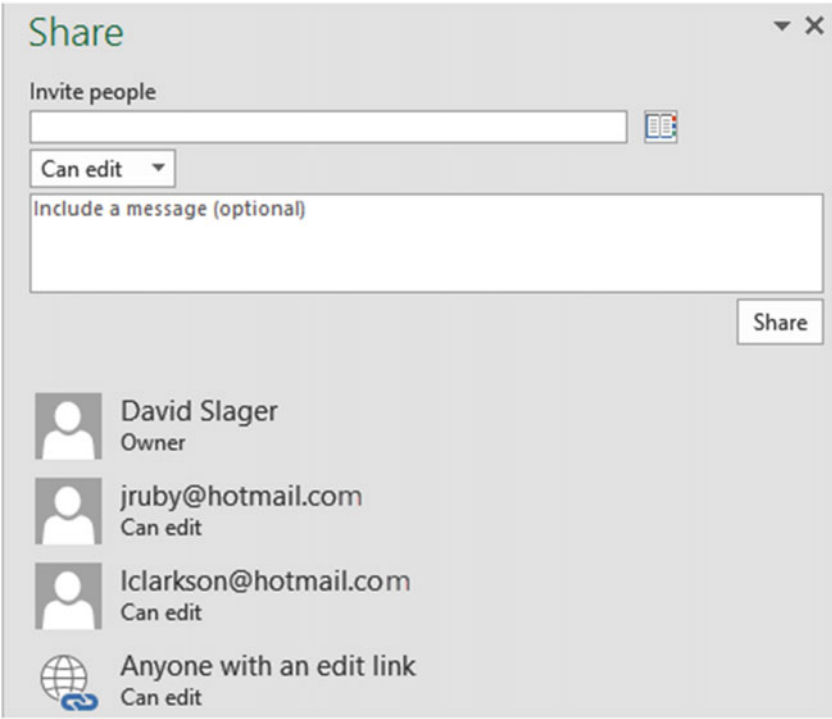 Share
Invite people
Can edit
Include a message (optional)
Share
David Slager
Owner
jruby@hotmail.com
Can edit
lclarkson@hotmail.com
Can edit
Anyone with an edit link
Can edit